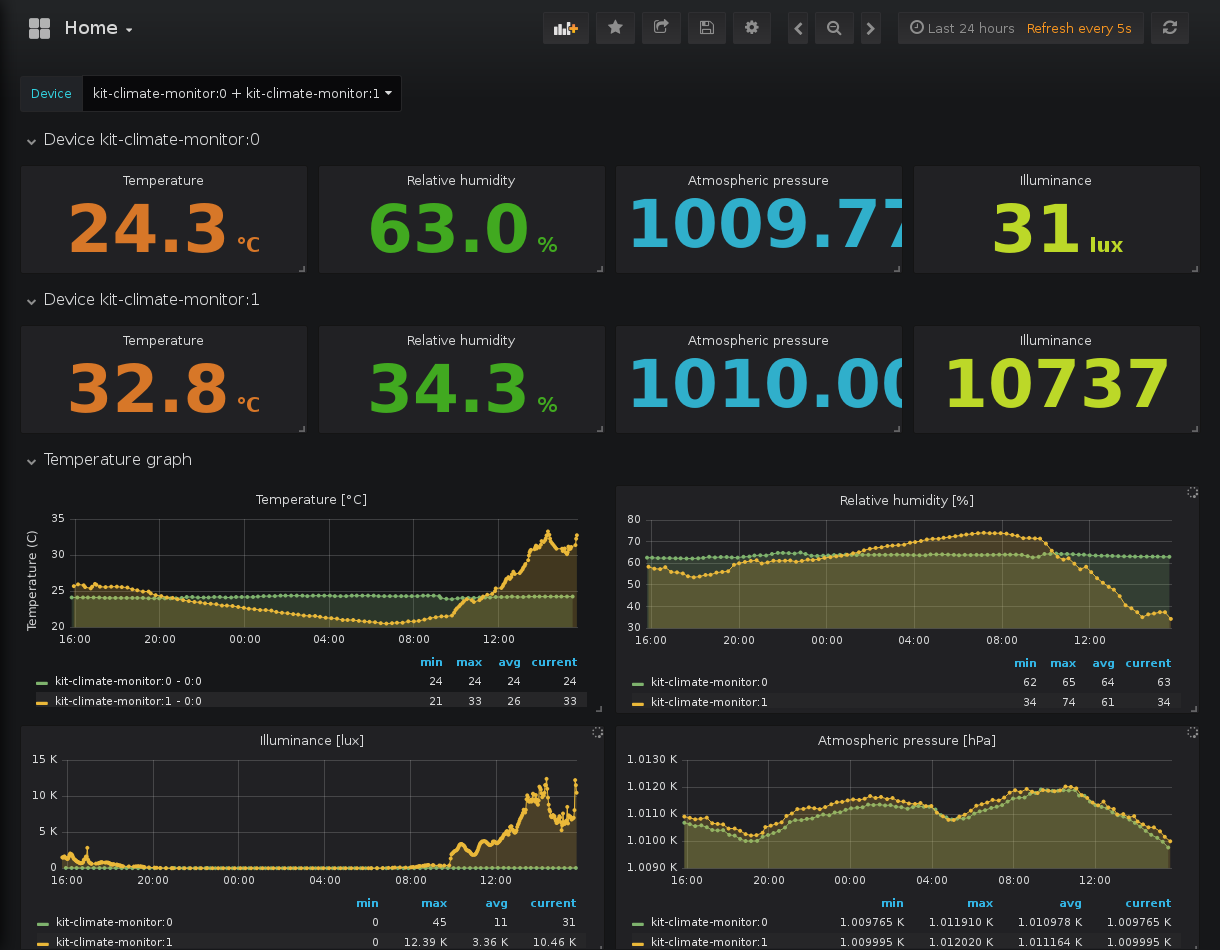 Home
Last 24 hours Refresh every 5s
Device kit-climate-monitor:0 + kit-climate-monitor:1
Device kit-climate-monitor:0
Temperature
24.3 °C
Relative humidity
63.0 %
Atmospheric pressure
1009.77
Illuminance
31 lux
Device kit-climate-monitor:1
Temperature
32.8 °C
Relative humidity
34.3 %
Atmospheric pressure
1010.00
Illuminance
10737
Temperature graph
Temperature [°C]
Temperature (C)
35
30
25
20
16:00 20:00 00:00 04:00 08:00 12:00
min max avg current
kit-climate-monitor:0 - 0:0 24 24 24 24
kit-climate-monitor:1 - 0:0 21 33 26 33
Relative humidity [%]
80
70
60
50
40
30
16:00 20:00 00:00 04:00 08:00 12:00
min max avg current
kit-climate-monitor:0 62 65 64 63
kit-climate-monitor:1 34 74 61 34
Illuminance [lux]
15 K
10 K
5 K
0
16:00 20:00 00:00 04:00 08:00 12:00
min max avg current
kit-climate-monitor:0 0 45 11 31
kit-climate-monitor:1 0 12.39 K 3.36 K 10.46 K
Atmospheric pressure [hPa]
1.0130 K
1.0120 K
1.0110 K
1.0100 K
1.0090 K
16:00 20:00 00:00 04:00 08:00 12:00
min max avg current
kit-climate-monitor:0 1.009765 K 1.011910 K 1.010978 K 1.009765 K
kit-climate-monitor:1 1.009995 K 1.012020 K 1.011164 K 1.009995 K